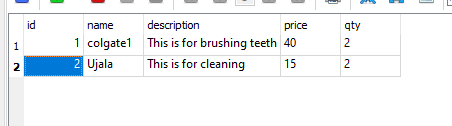 id name description price qty
1 1 colgate1 This is for brushing teeth 40 2
2 2 Ujala This is for cleaning 15 2